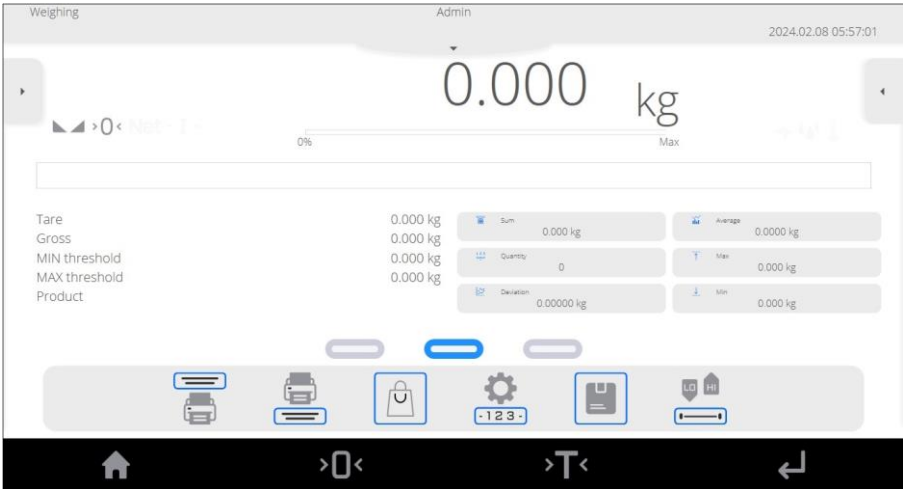 Weighing
Admin
2024.02.08 05:57:01
0.000 kg
>0< Net
0%
Max
Tare 0.000 kg
Gross 0.000 kg
MIN threshold 0.000 kg
MAX threshold 0.000 kg
Product
Sum
0.000 kg
Average
0.0000 kg
Quantity
0
Max
0.000 kg
Deviation
0.00000 kg
Min
0.000 kg
-123-
LO HI
>0<
>T<